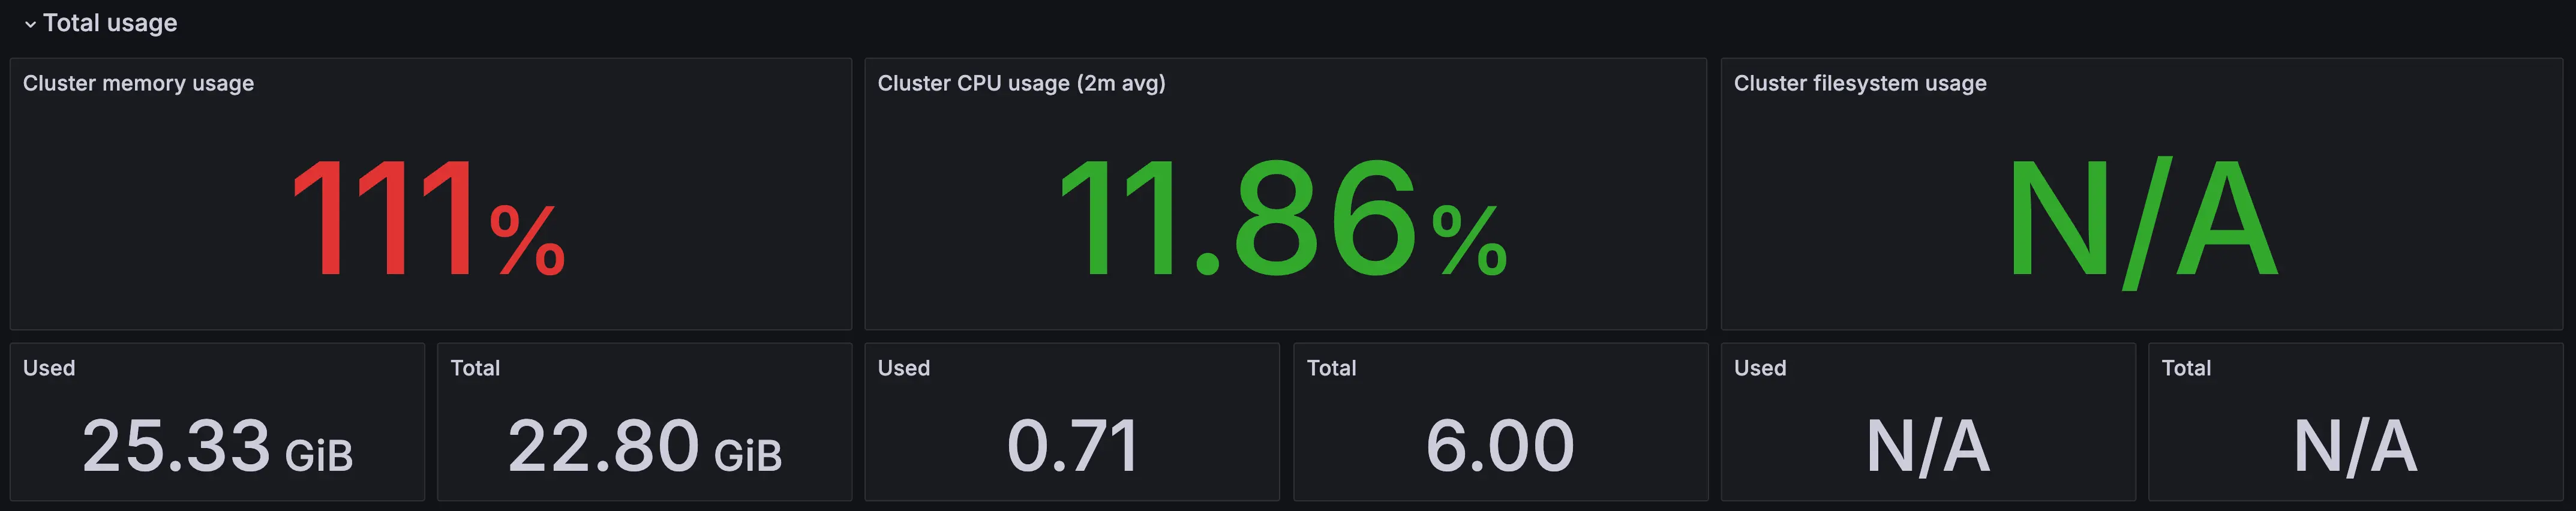 Total usage
Cluster memory usage
111%
Cluster CPU usage (2m avg)
11.86%
Cluster filesystem usage
N/A
Used
25.33 GiB
Total
22.80 GiB
Used
0.71
Total
6.00
Used
N/A
Total
N/A